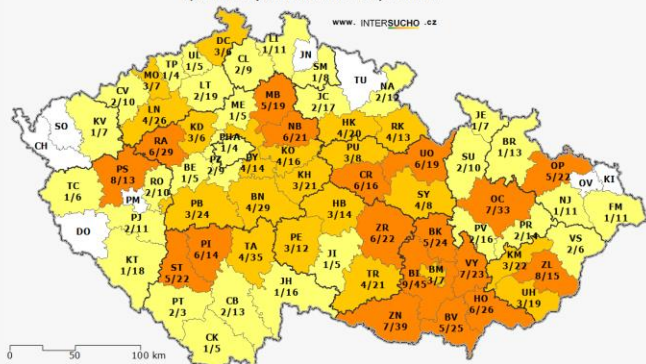 www. INTERSUCHO .cz
DC
3/6
LI
1/11
JN
UL
1/5
TP
1/4
CL
2/9
SM
1/8
TU
MO
3/7
CV
2/10
LT
2/19
MB
5/19
JC
2/17
NA
2/12
SO
KV
1/7
LN
4/26
ME
1/5
JE
1/7
CH
RA
6/29
KD
3/6
PHA
1/4
NB
6/21
HK
4/20
RK
4/13
BR
1/13
PS
8/13
BE
1/5
PZ
2/9
DY
4/14
KO
4/16
PU
3/8
UO
6/19
SU
2/10
OP
5/22
OV
KI
TC
1/6
RO
2/10
PM
KH
3/21
CR
6/16
SY
4/8
OC
7/33
NJ
1/11
FM
1/11
DO
PJ
2/11
PB
3/24
BN
4/29
HB
3/14
PV
2/16
PR
2/14
VS
2/6
KT
1/18
PI
6/14
TA
4/35
PE
3/12
ZR
6/22
BK
5/24
KM
3/22
ZL
8/15
ST
5/22
JI
1/5
TR
4/21
BI
9/45
BM
3/7
VY
7/23
UH
3/19
PT
2/3
CB
2/13
JH
1/16
ZN
7/39
BV
5/25
HO
6/26
CK
1/5
0 50 100 km